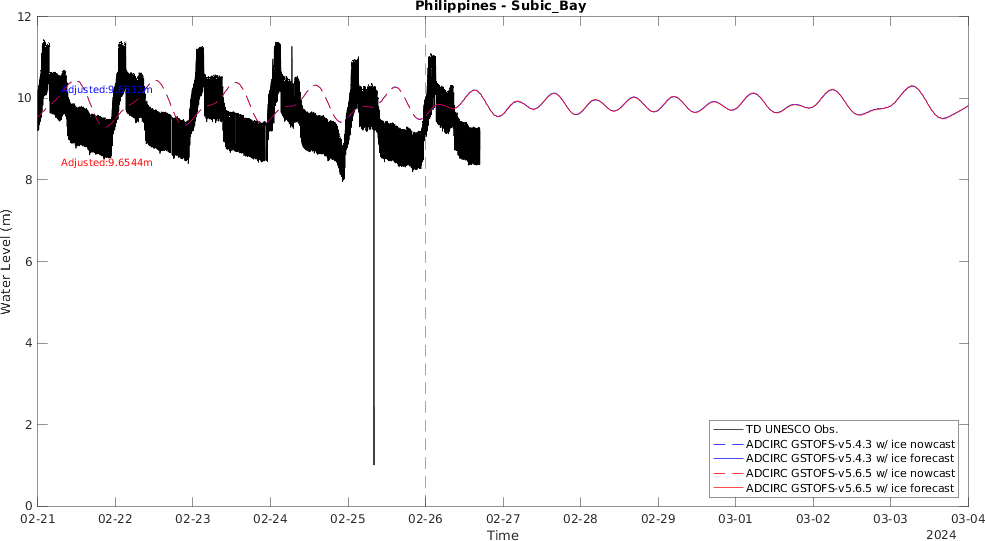 Philippines - Subic_Bay
12
10
8
6
4
2
0
Water Level (m)
Adjusted:9.6544m
02-21
02-22
02-23
02-24
02-25
02-26
02-27
02-28
02-29
03-01
03-02
03-03
03-04
Time
2024
TD UNESCO Obs.
ADCIRC GSTOFS-v5.4.3 w/ ice nowcast
ADCIRC GSTOFS-v5.4.3 w/ ice forecast
ADCIRC GSTOFS-v5.6.5 w/ ice nowcast
ADCIRC GSTOFS-v5.6.5 w/ ice forecast